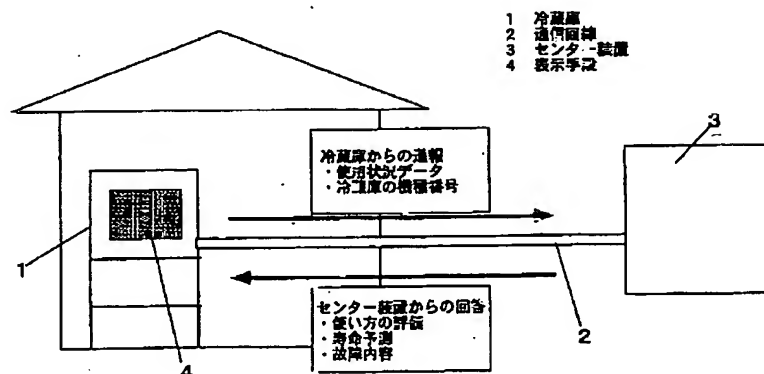 1 冷蔵庫
2 通信回線
3 センター装置
4 表示手段
3
冷蔵庫からの通報
・使用状況データ
・冷蔵庫の機種番号
1
センター装置からの回答
・使い方の評価
・寿命予測
・故障内容
2
4